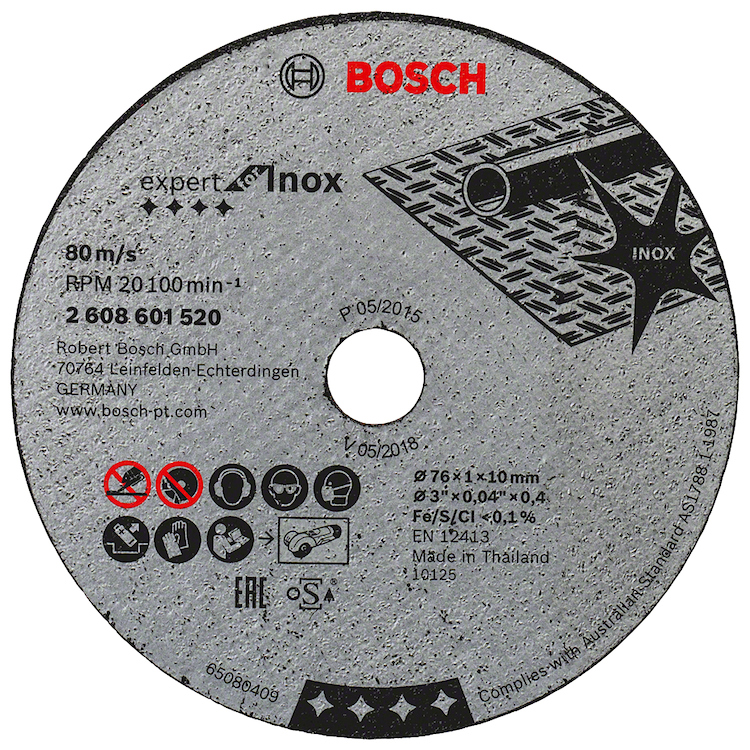 BOSCH
expert for Inox
INOX
80 m/s
RPM 20 100 min⁻¹
2 608 601 520
P 05/2015
Robert Bosch GmbH
70764 Leinfelden-Echterdingen
GERMANY
www.bosch-pt.com
V 05/2018
Ø 76 x 1 x 10 mm
Ø 3" x 0,04" x 0,4
Fe/S/Cl <0,1%
EN 12413
Made in Thailand
10125
EAC
oSA®
65080409
Complies with Australian Standard AS1788.1-1987